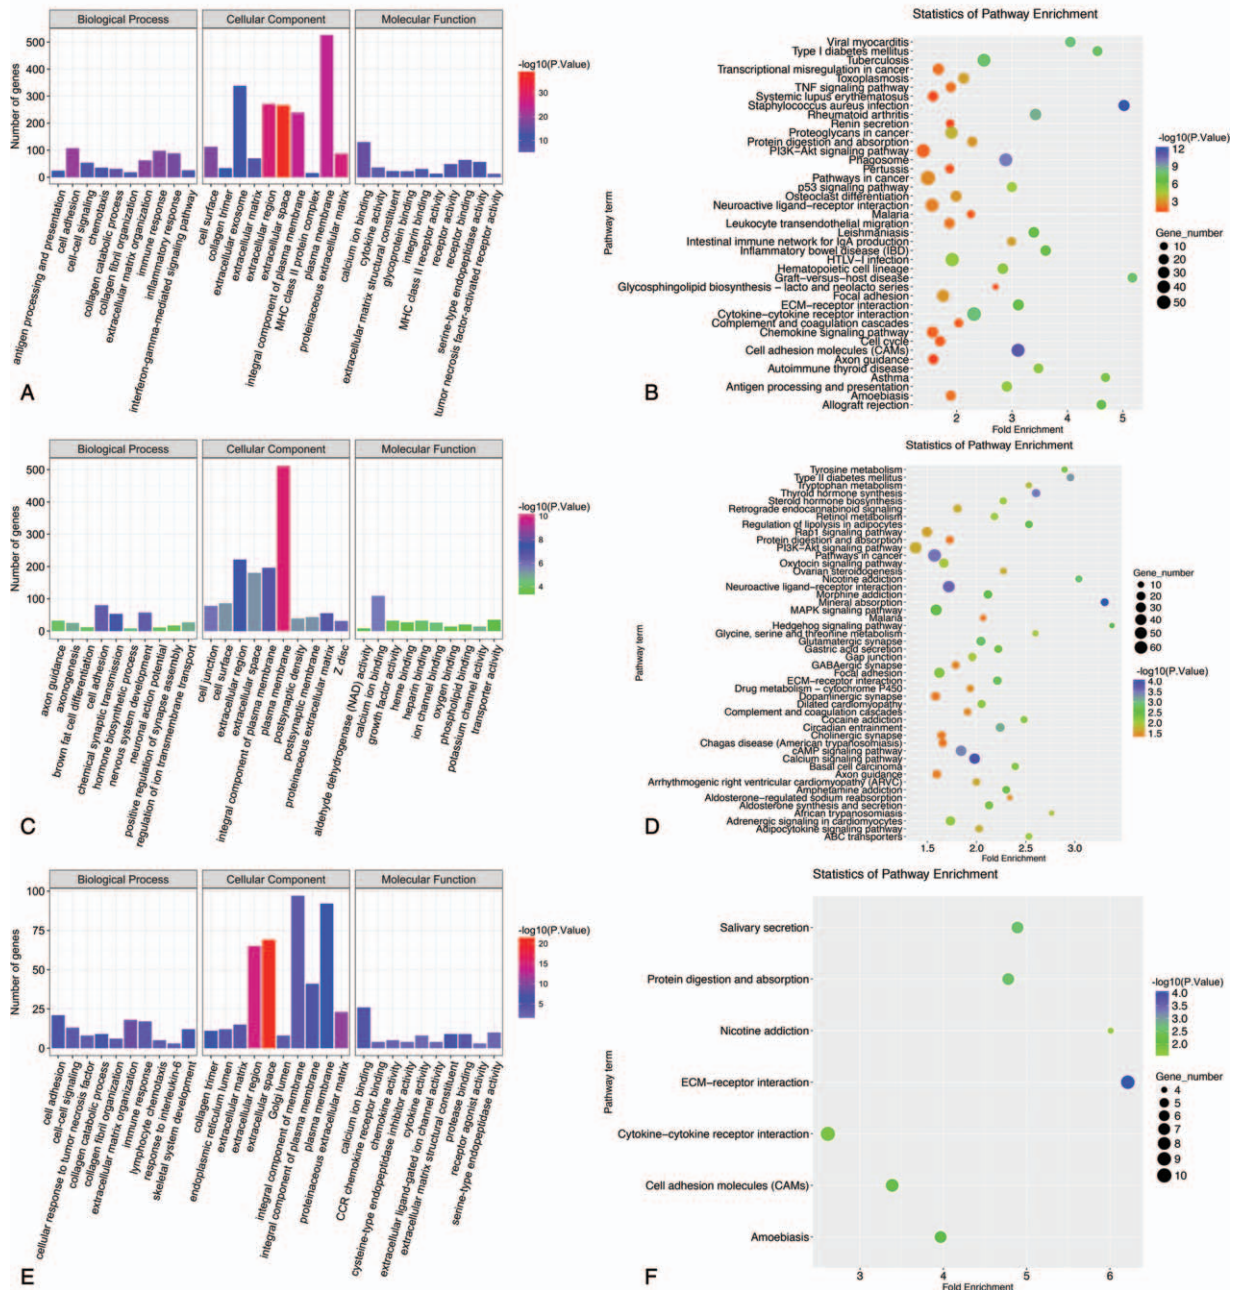 Biological Process
Cellular Component
Molecular Function
Number of genes
500
400
300
200
100
0
antigen processing and presentation
cell adhesion
cell-cell signaling
chemotaxis
collagen catabolic process
collagen fibril organization
extracellular matrix organization
immune response
inflammatory response
interferon-gamma-mediated signaling pathway
cell surface
collagen trimer
extracellular exosome
extracellular matrix
extracellular region
extracellular space
integral component of plasma membrane
MHC class II protein complex
plasma membrane
proteinaceous extracellular matrix
calcium ion binding
cytokine activity
extracellular matrix structural constituent
glycoprotein binding
integrin binding
MHC class II receptor activity
receptor activity
receptor binding
serine-type endopeptidase activity
tumor necrosis factor-activated receptor activity
-log10(P.Value)
30
20
10
A
Statistics of Pathway Enrichment
Pathway term
Viral myocarditis
Type I diabetes mellitus
Tuberculosis
Transcriptional misregulation in cancer
Toxoplasmosis
TNF signaling pathway
Systemic lupus erythematosus
Staphylococcus aureus infection
Rheumatoid arthritis
Renin secretion
Proteoglycans in cancer
Protein digestion and absorption
PI3K-Akt signaling pathway
Phagosome
Pertussis
Pathways in cancer
p53 signaling pathway
Osteoclast differentiation
Neuroactive ligand-receptor interaction
Malaria
Leukocyte transendothelial migration
Leishmaniasis
Intestinal immune network for IgA production
Inflammatory bowel disease (IBD)
HTLV-I infection
Hematopoietic cell lineage
Graft-versus-host disease
Glycosphingolipid biosynthesis - lacto and neolacto series
Focal adhesion
ECM-receptor interaction
Cytokine-cytokine receptor interaction
Complement and coagulation cascades
Chemokine signaling pathway
Cell cycle
Cell adhesion molecules (CAMs)
Axon guidance
Autoimmune thyroid disease
Asthma
Antigen processing and presentation
Amoebiasis
Allograft rejection
2 3 4 5
Fold Enrichment
-log10(P.Value)
12
9
6
3
Gene_number
10
20
30
40
50
B
Biological Process
Cellular Component
Molecular Function
Number of genes
500
400
300
200
100
0
axon guidance
axonogenesis
brown fat cell differentiation
cell adhesion
chemical synaptic transmission
hormone biosynthetic process
nervous system development
neuronal action potential
positive regulation of synapse assembly
regulation of ion transmembrane transport
cell junction
cell surface
extracellular region
extracellular space
integral component of plasma membrane
plasma membrane
postsynaptic density
postsynaptic membrane
proteinaceous extracellular matrix
Z disc
aldehyde dehydrogenase (NAD) activity
calcium ion binding
growth factor activity
heme binding
heparin binding
ion channel binding
oxygen binding
phospholipid binding
potassium channel activity
transporter activity
-log10(P.Value)
10
8
6
4
C
Statistics of Pathway Enrichment
Pathway term
Tyrosine metabolism
Type II diabetes mellitus
Tryptophan metabolism
Thyroid hormone synthesis
Steroid hormone biosynthesis
Retrograde endocannabinoid signaling
Retinol metabolism
Regulation of lipolysis in adipocytes
Rap1 signaling pathway
Protein digestion and absorption
PI3K-Akt signaling pathway
Pathways in cancer
Oxytocin signaling pathway
Ovarian steroidogenesis
Nicotine addiction
Neuroactive ligand-receptor interaction
Morphine addiction
Mineral absorption
MAPK signaling pathway
Malaria
Hedgehog signaling pathway
Glycine, serine and threonine metabolism
Glutamatergic synapse
Gastric acid secretion
Gap junction
GABAergic synapse
Focal adhesion
ECM-receptor interaction
Drug metabolism - cytochrome P450
Dopaminergic synapse
Dilated cardiomyopathy
Complement and coagulation cascades
Cocaine addiction
Circadian entrainment
Cholinergic synapse
Chagas disease (American trypanosomiasis)
cAMP signaling pathway
Calcium signaling pathway
Basal cell carcinoma
Axon guidance
Arrhythmogenic right ventricular cardiomyopathy (ARVC)
Amphetamine addiction
Aldosterone-regulated sodium reabsorption
Aldosterone synthesis and secretion
African trypanosomiasis
Adrenergic signaling in cardiomyocytes
Adipocytokine signaling pathway
ABC transporters
1.5 2.0 2.5 3.0
Fold Enrichment
Gene_number
10
20
30
40
50
60
-log10(P.Value)
4.0
3.5
3.0
2.5
2.0
1.5
D
Biological Process
Cellular Component
Molecular Function
Number of genes
100
75
50
25
0
cell adhesion
cell-cell signaling
cellular response to tumor necrosis factor
collagen catabolic process
collagen fibril organization
extracellular matrix organization
immune response
lymphocyte chemotaxis
response to interleukin-6
skeletal system development
collagen trimer
endoplasmic reticulum lumen
extracellular matrix
extracellular region
extracellular space
Golgi lumen
integral component of membrane
integral component of plasma membrane
plasma membrane
proteinaceous extracellular matrix
calcium ion binding
CCR chemokine receptor binding
chemokine activity
cysteine-type endopeptidase inhibitor activity
cytokine activity
extracellular ligand-gated ion channel activity
extracellular matrix structural constituent
protease binding
receptor agonist activity
serine-type endopeptidase activity
-log10(P.Value)
20
15
10
5
E
Statistics of Pathway Enrichment
Pathway term
Salivary secretion
Protein digestion and absorption
Nicotine addiction
ECM-receptor interaction
Cytokine-cytokine receptor interaction
Cell adhesion molecules (CAMs)
Amoebiasis
3 4 5 6
Fold Enrichment
-log10(P.Value)
4.0
3.5
3.0
2.5
2.0
Gene_number
4
5
6
7
8
9
10
F